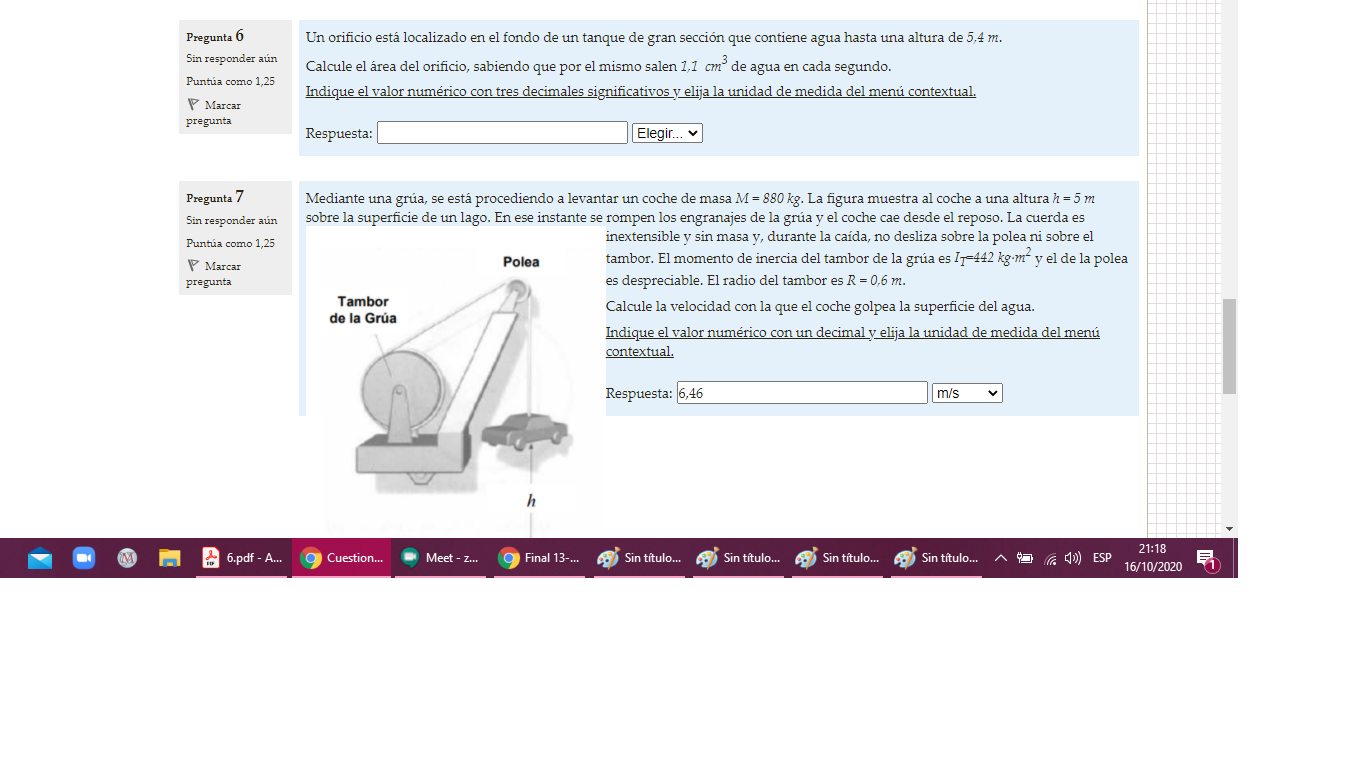 Pregunta 6
Sin responder aún
Puntúa como 1,25
Marcar
pregunta
Un orificio está localizado en el fondo de un tanque de gran sección que contiene agua hasta una altura de 5,4 m.
Calcule el área del orificio, sabiendo que por el mismo salen 1,1 cm³ de agua en cada segundo.
Indique el valor numérico con tres decimales significativos y elija la unidad de medida del menú contextual.
Respuesta:
Elegir...
Pregunta 7
Sin responder aún
Puntúa como 1,25
Marcar
pregunta
Mediante una grúa, se está procediendo a levantar un coche de masa M = 880 kg. La figura muestra al coche a una altura h = 5 m
sobre la superficie de un lago. En ese instante se rompen los engranajes de la grúa y el coche cae desde el reposo. La cuerda es
inextensible y sin masa y, durante la caída, no desliza sobre la polea ni sobre el
tambor. El momento de inercia del tambor de la grúa es I_T=442 kg·m² y el de la polea
es despreciable. El radio del tambor es R = 0,6 m.
Calcule la velocidad con la que el coche golpea la superficie del agua.
Indique el valor numérico con un decimal y elija la unidad de medida del menú
contextual.
Respuesta: 6,46 m/s
Polea
Tambor
de la Grúa
h
6.pdf - A...
Cuestion...
Meet - z...
Final 13-...
Sin título...
Sin título...
Sin título...
Sin título...
ESP
21:18
16/10/2020
1